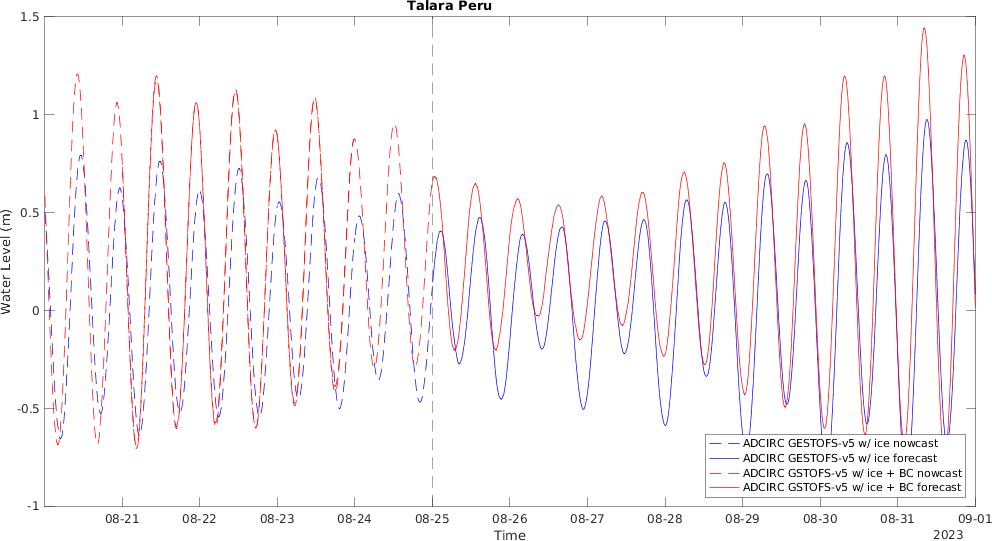 Talara Peru
1.5
1
0.5
0
-0.5
-1
Water Level (m)
ADCIRC GESTOFS-v5 w/ ice nowcast
ADCIRC GESTOFS-v5 w/ ice forecast
ADCIRC GSTOFS-v5 w/ ice + BC nowcast
ADCIRC GSTOFS-v5 w/ ice + BC forecast
08-21 08-22 08-23 08-24 08-25 08-26 08-27 08-28 08-29 08-30 08-31 09-01
Time
2023